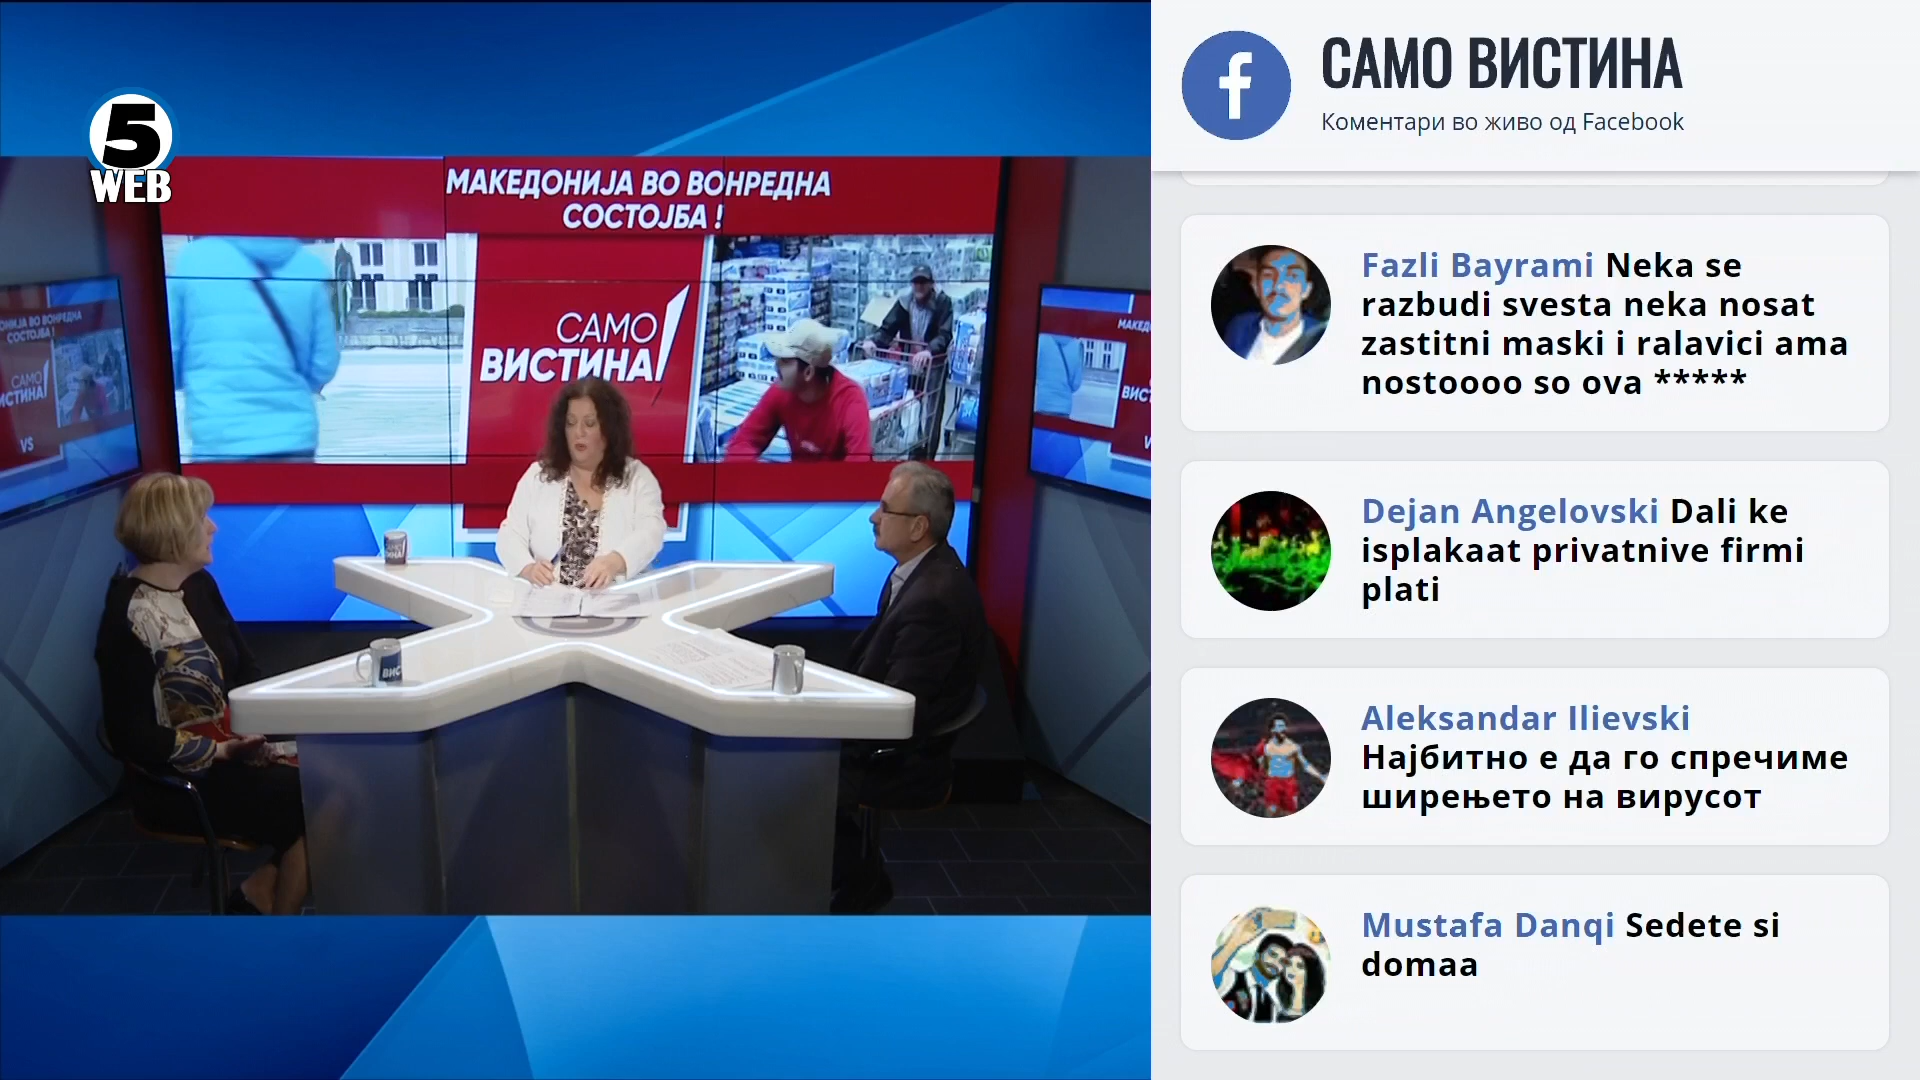 5
WEB
МАКЕДОНИЈА ВО ВОНРЕДНА
СОСТОЈБА !
САМО
ВИСТИНА!
САМО ВИСТИНА
Коментари во живо од Facebook
Fazli Bayrami Neka se
razbudi svesta neka nosat
zastitni maski i ralavici ama
nostoooo so ova *****
Dejan Angelovski Dali ke
isplakaat privatnive firmi
plati
Aleksandar Ilievski
Најбитно е да го спречиме
ширењето на вирусот
Mustafa Danqi Sedete si
domaa